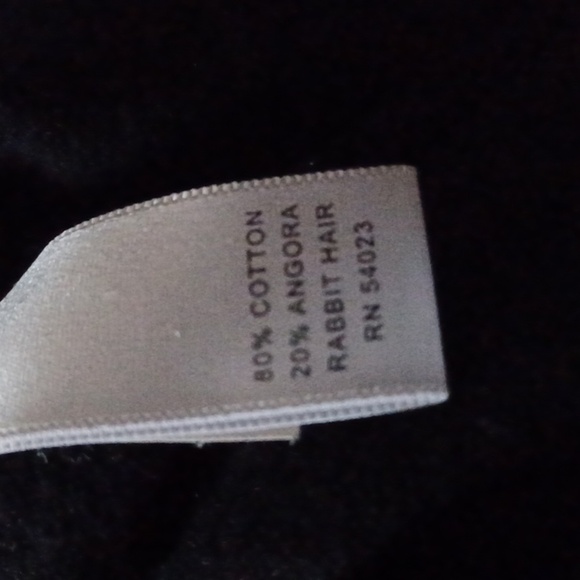 80% COTTON
20% ANGORA
RABBIT HAIR
RN 54023